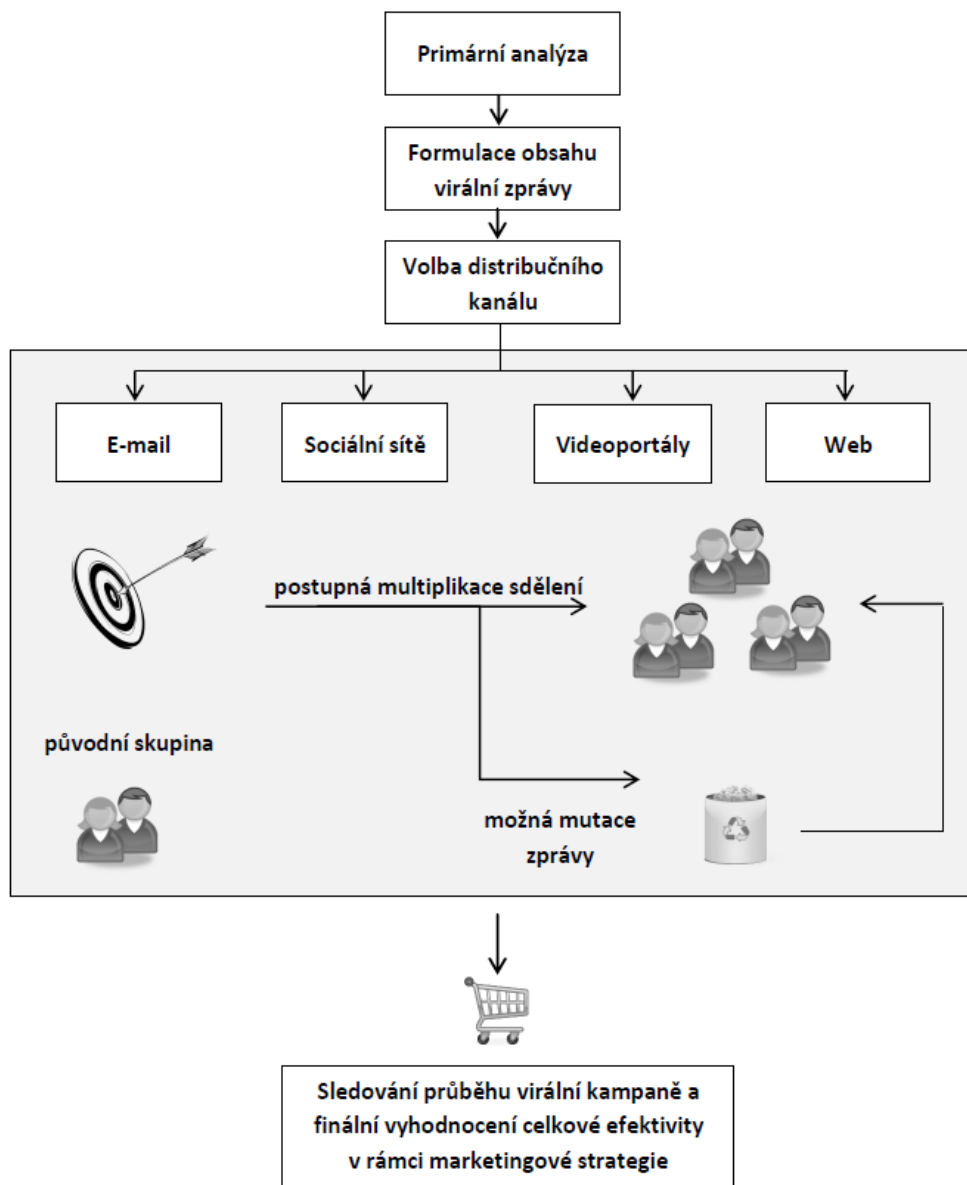 Primární analýza
Formulace obsahu
virální zprávy
Volba distribučního
kanálu
E-mail
Sociální sítě
Videoportály
Web
postupná multiplikace sdělení
původní skupina
možná mutace
zprávy
Sledování průběhu virální kampaně a
finální vyhodnocení celkové efektivity
v rámci marketingové strategie